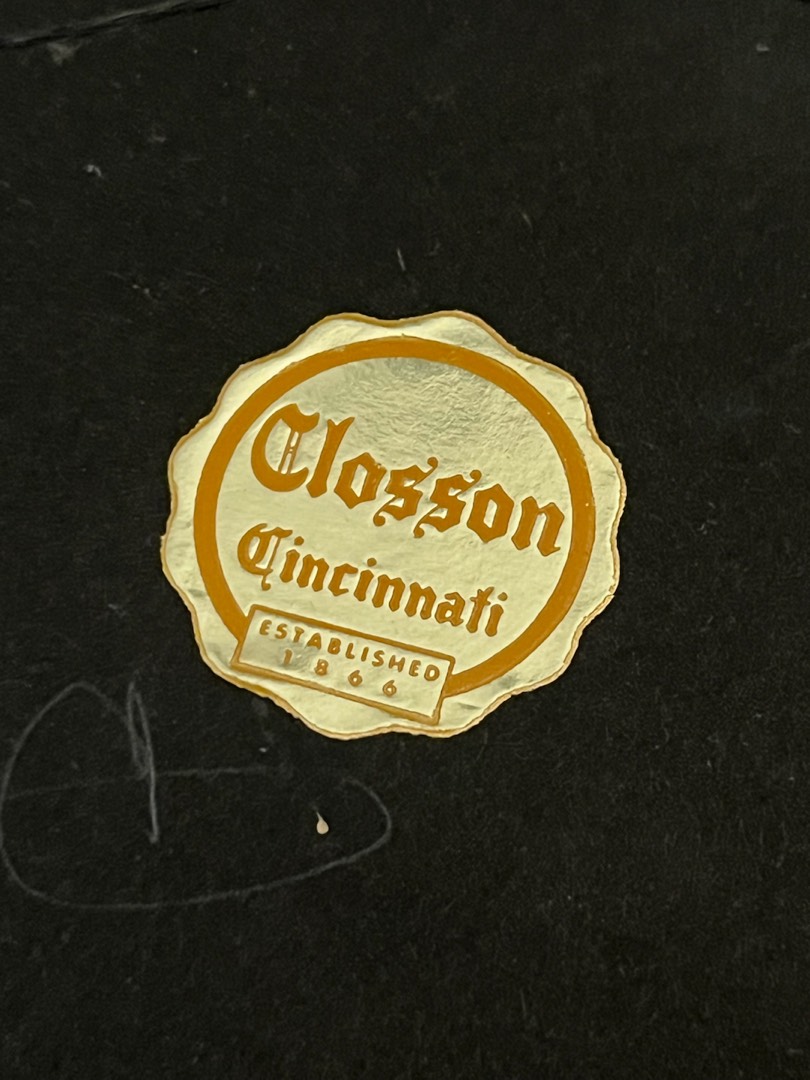 Closson
Cincinnati
ESTABLISHED
1866